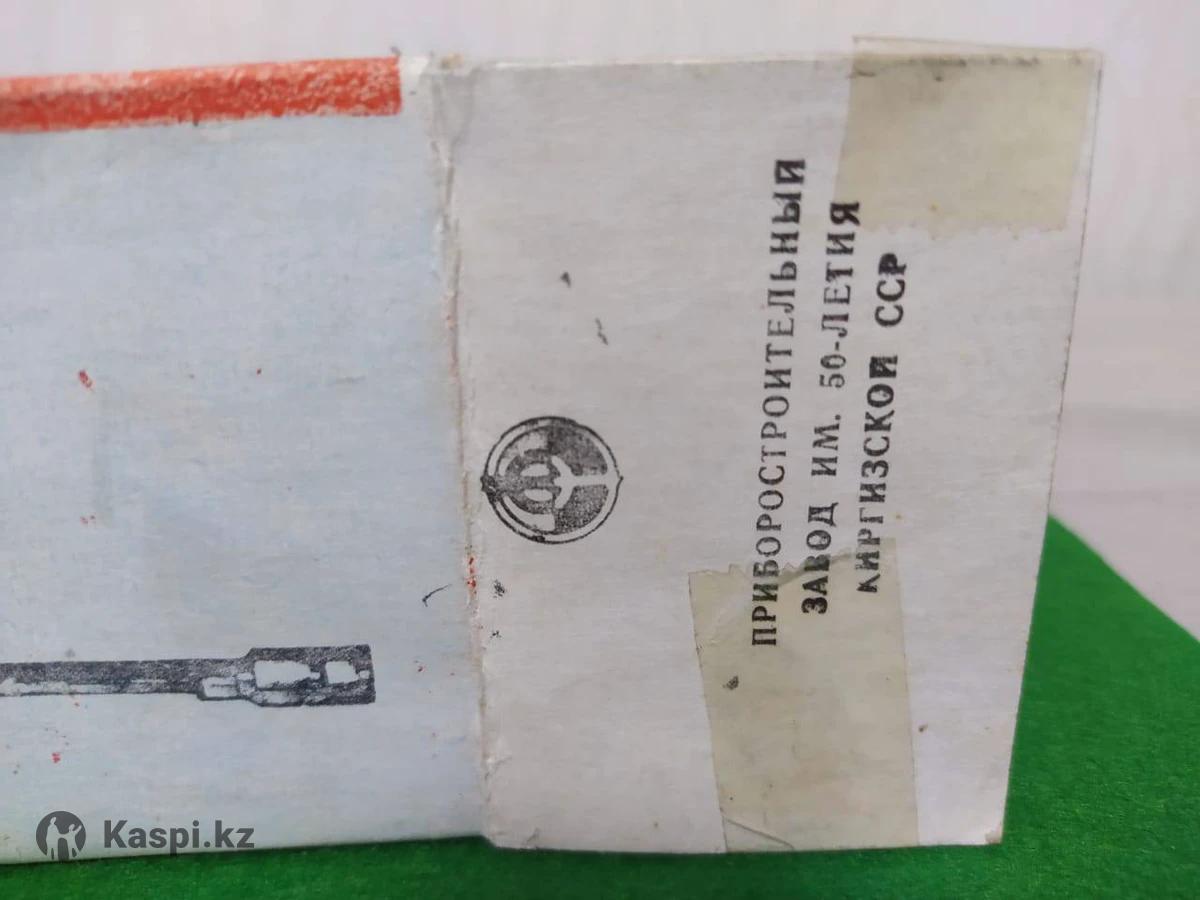 ПРИБОРОСТРОИТЕЛЬНЫЙ
ЗАВОД ИМ. 50-ЛЕТИЯ
КИРГИЗСКОЙ ССР
Kaspi.kz